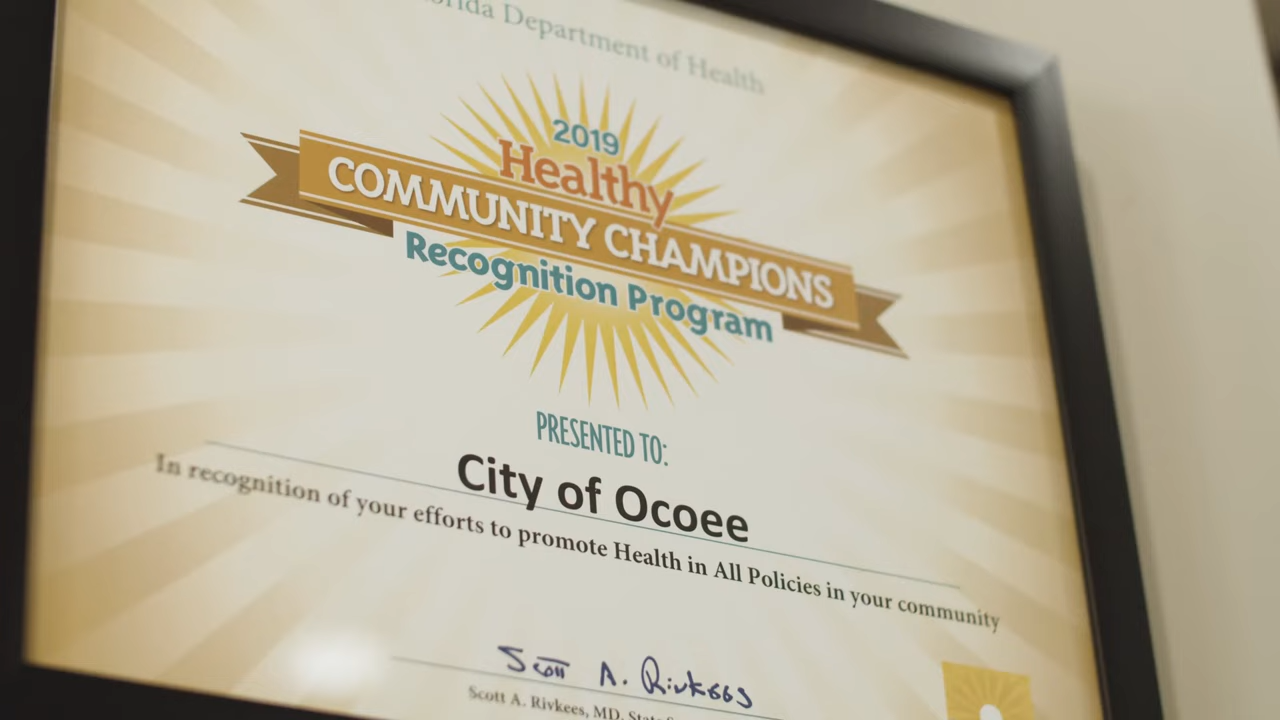 Department of Health
2019
Healthy
COMMUNITY CHAMPIONS
Recognition Program
PRESENTED TO:
City of Ocoee
In recognition of your efforts to promote Health in All Policies in your community
Scott A. Rivkees
Scott A. Rivkees, MD, State